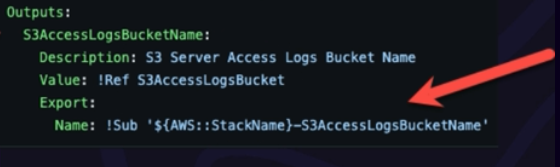 Outputs:
S3AccessLogsBucketName:
Description: S3 Server Access Logs Bucket Name
Value: !Ref S3AccessLogsBucket
Export:
Name: !Sub '${AWS::StackName}-S3AccessLogsBucketName'